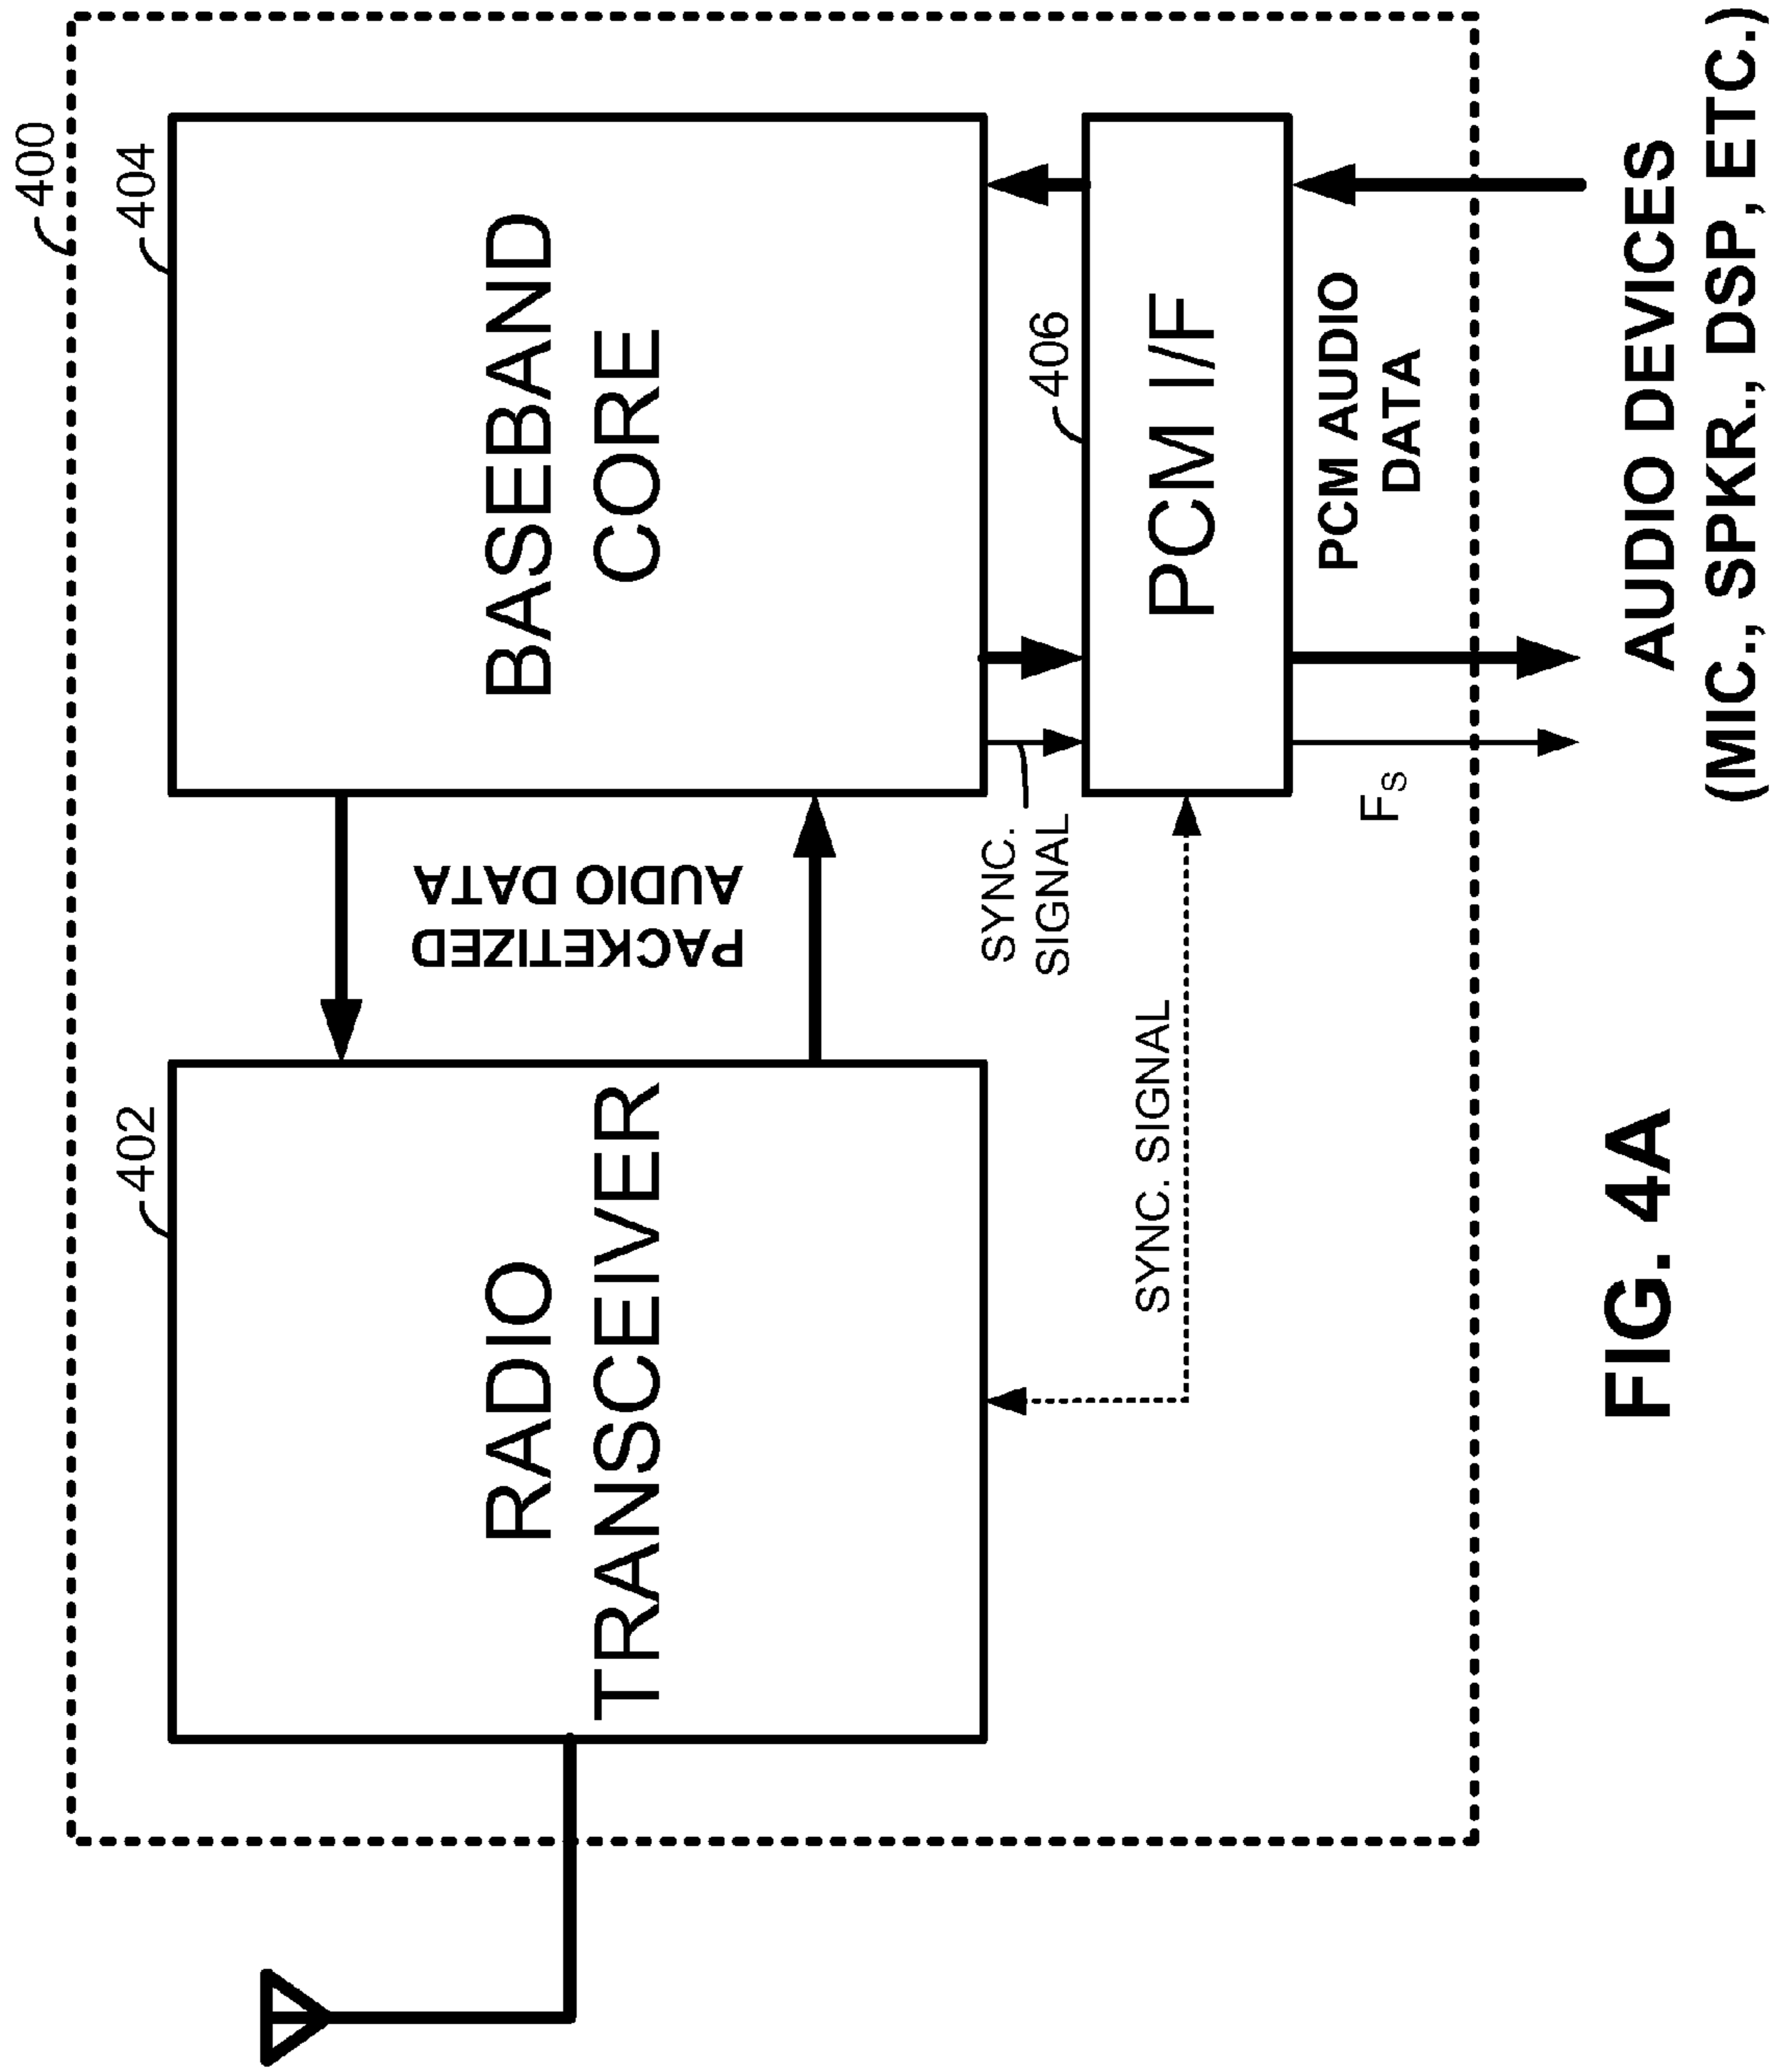 400
402
404
RADIO
TRANSCEIVER
PACKETIZED
AUDIO DATA
BASEBAND
CORE
SYNC.
SIGNAL
SYNC. SIGNAL
406
PCM I/F
FS
PCM AUDIO
DATA
AUDIO DEVICES
(MIC., SPKR., DSP, ETC.)
FIG. 4A